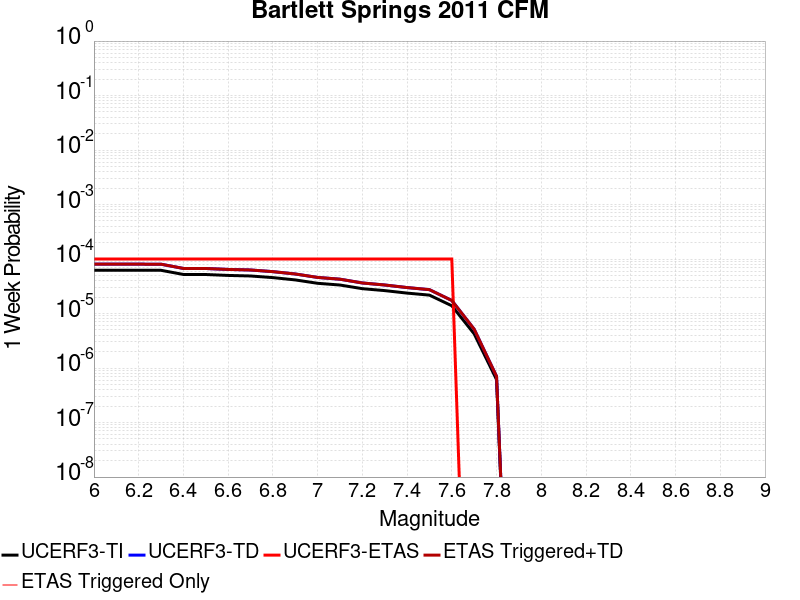 Bartlett Springs 2011 CFM
1 Week Probability
10^0
10^-1
10^-2
10^-3
10^-4
10^-5
10^-6
10^-7
10^-8
6 6.2 6.4 6.6 6.8 7 7.2 7.4 7.6 7.8 8 8.2 8.4 8.6 8.8 9
Magnitude
UCERF3-TI UCERF3-TD UCERF3-ETAS ETAS Triggered+TD
ETAS Triggered Only